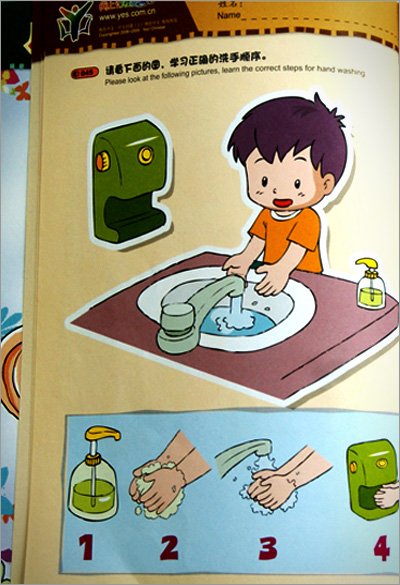 www.yes.com.cn
姓名:
Name
请看下面的图，学习正确的洗手顺序。
Please look at the following pictures, learn the correct steps for hand washing
1 2 3 4